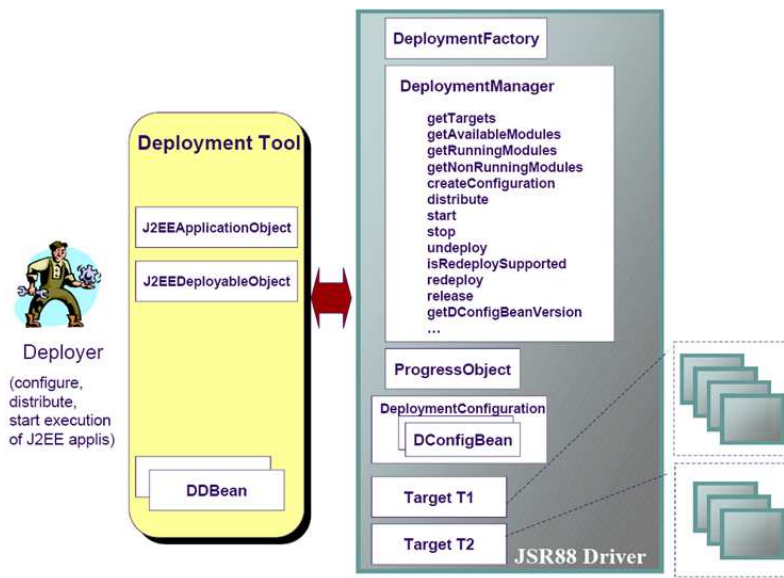 Deployer
(configure,
distribute,
start execution
of J2EE applis)
Deployment Tool
J2EEApplicationObject
J2EEDeployableObject
DDBean
DeploymentFactory
DeploymentManager
getTargets
getAvailableModules
getRunningModules
getNonRunningModules
createConfiguration
distribute
start
stop
undeploy
isRedeploySupported
redeploy
release
getDConfigBeanVersion
...
ProgressObject
DeploymentConfiguration
DConfigBean
Target T1
Target T2
JSR88 Driver